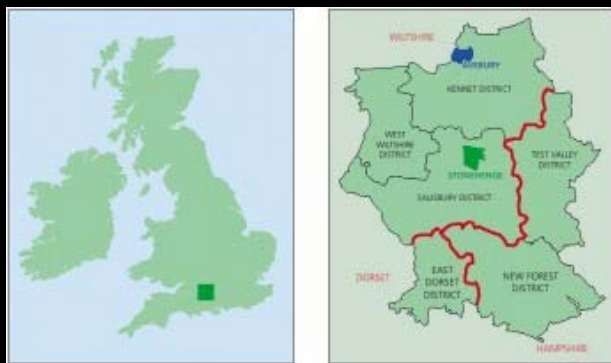 WILTSHIRE
AVEBURY
KENNET DISTRICT
WEST
WILTSHIRE
DISTRICT
TEST VALLEY
DISTRICT
STONEHENGE
SALISBURY DISTRICT
DORSET
EAST
DORSET
DISTRICT
NEW FOREST
DISTRICT
HAMPSHIRE